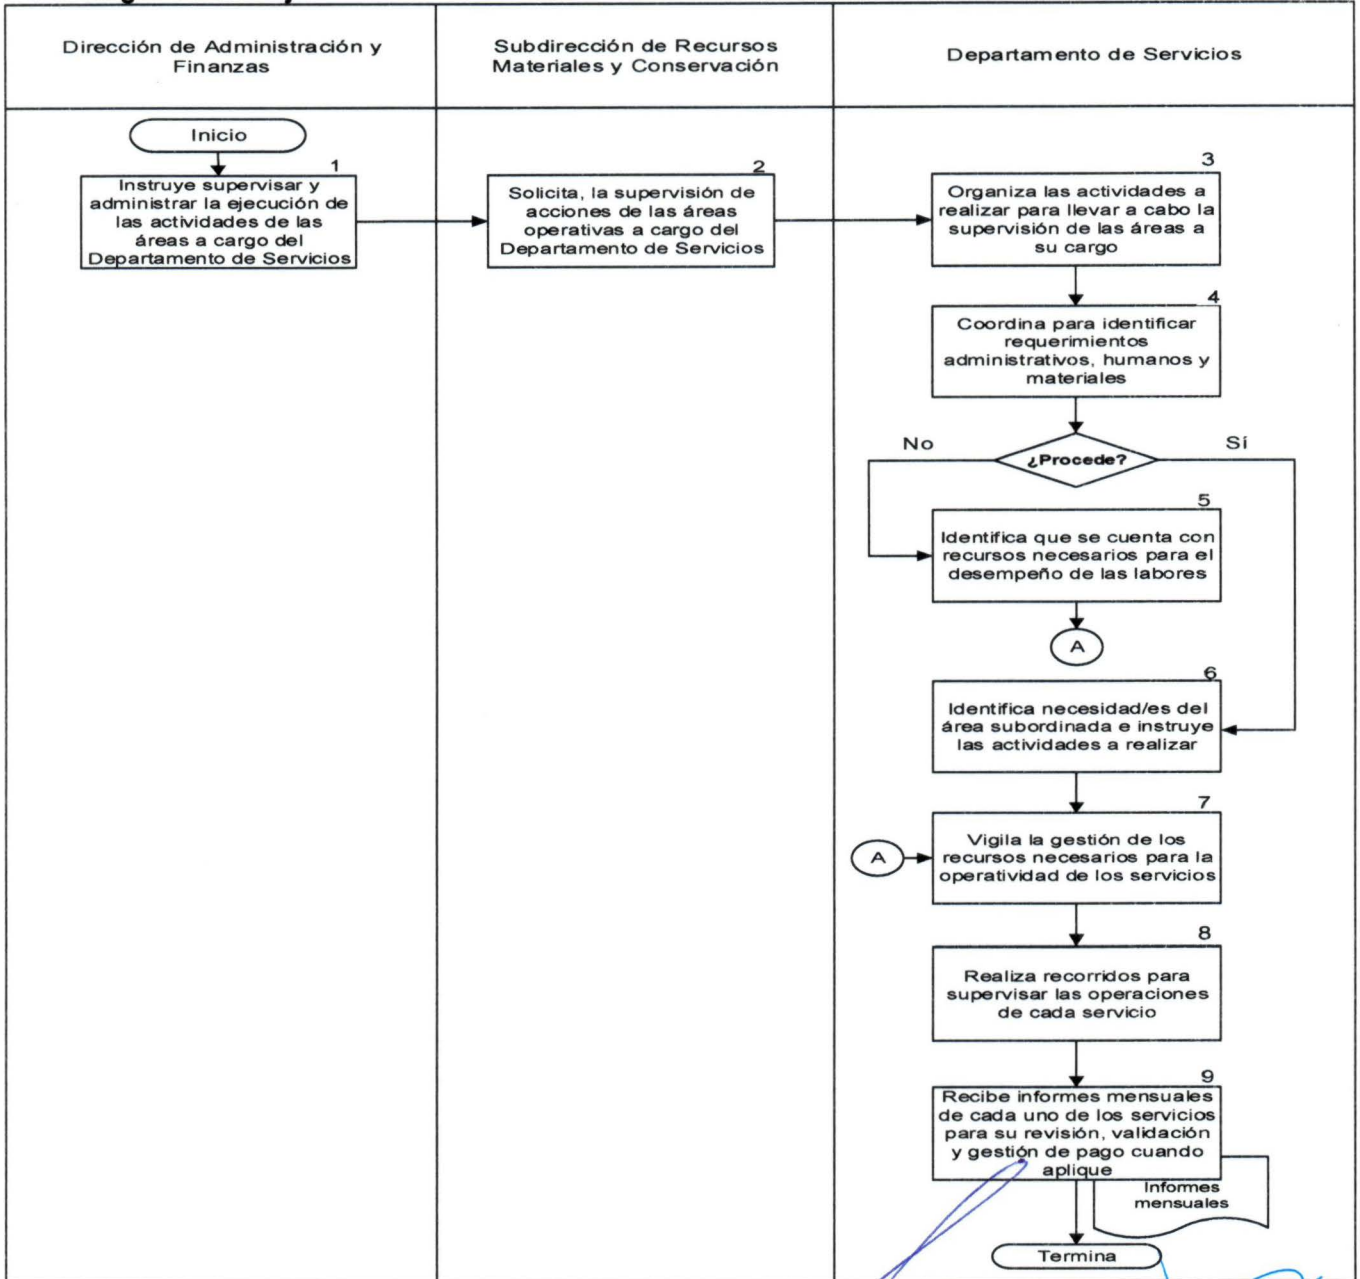 Dirección de Administración y
Finanzas
Subdirección de Recursos
Materiales y Conservación
Departamento de Servicios
Inicio
1
Instruye supervisar y
administrar la ejecución de
las actividades de las
áreas a cargo del
Departamento de Servicios
2
Solicita, la supervisión de
acciones de las áreas
operativas a cargo del
Departamento de Servicios
3
Organiza las actividades a
realizar para llevar a cabo la
supervisión de las áreas a
su cargo
4
Coordina para identificar
requerimientos
administrativos, humanos y
materiales
No
¿Procede?
Sí
5
Identifica que se cuenta con
recursos necesarios para el
desempeño de las labores
A
6
Identifica necesidad/es del
área subordinada e instruye
las actividades a realizar
7
A
Vigila la gestión de los
recursos necesarios para la
operatividad de los servicios
8
Realiza recorridos para
supervisar las operaciones
de cada servicio
9
Recibe informes mensuales
de cada uno de los servicios
para su revisión, validación
y gestión de pago cuando
aplique
Informes
mensuales
Termina